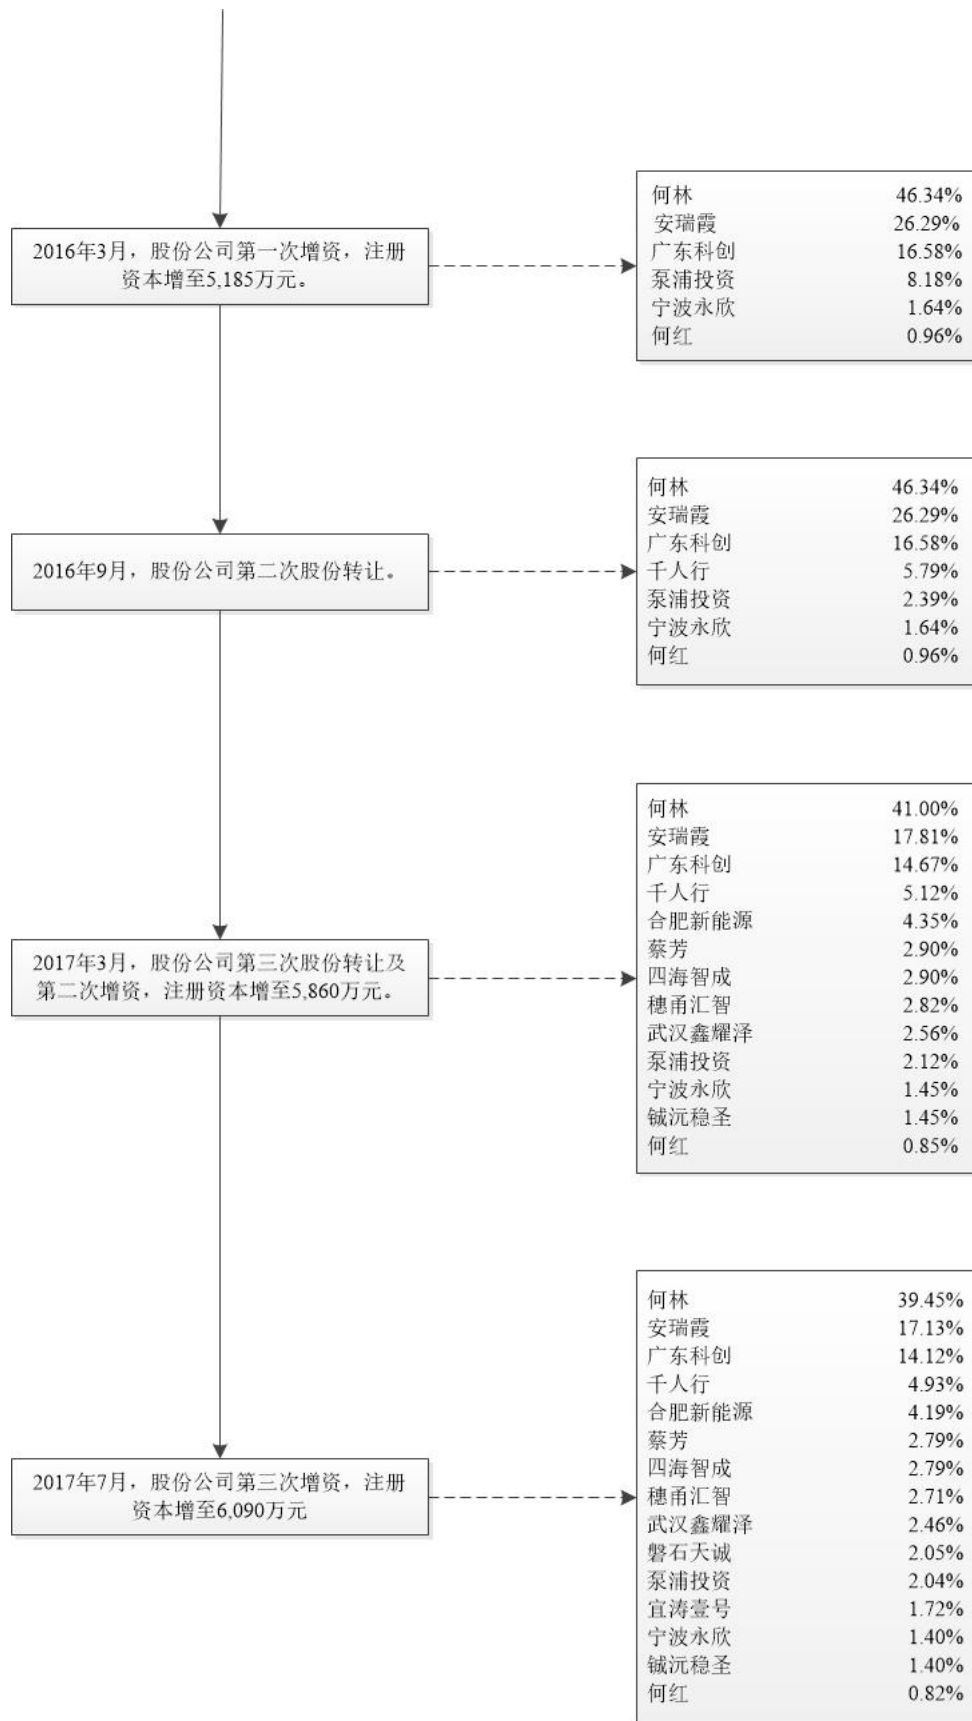 2016年3月，股份公司第一次增资，注册
资本增至5,185万元。
何林 46.34%
安瑞霞 26.29%
广东科创 16.58%
泵浦投资 8.18%
宁波永欣 1.64%
何红 0.96%
2016年9月，股份公司第二次股份转让。
何林 46.34%
安瑞霞 26.29%
广东科创 16.58%
千人行 5.79%
泵浦投资 2.39%
宁波永欣 1.64%
何红 0.96%
2017年3月，股份公司第三次股份转让及
第二次增资，注册资本增至5,860万元。
何林 41.00%
安瑞霞 17.81%
广东科创 14.67%
千人行 5.12%
合肥新能源 4.35%
蔡芳 2.90%
四海智成 2.90%
穗甬汇智 2.82%
武汉鑫耀泽 2.56%
泵浦投资 2.12%
宁波永欣 1.45%
铖沅稳圣 1.45%
何红 0.85%
2017年7月，股份公司第三次增资，注册
资本增至6,090万元
何林 39.45%
安瑞霞 17.13%
广东科创 14.12%
千人行 4.93%
合肥新能源 4.19%
蔡芳 2.79%
四海智成 2.79%
穗甬汇智 2.71%
武汉鑫耀泽 2.46%
磐石天诚 2.05%
泵浦投资 2.04%
宜涛壹号 1.72%
宁波永欣 1.40%
铖沅稳圣 1.40%
何红 0.82%